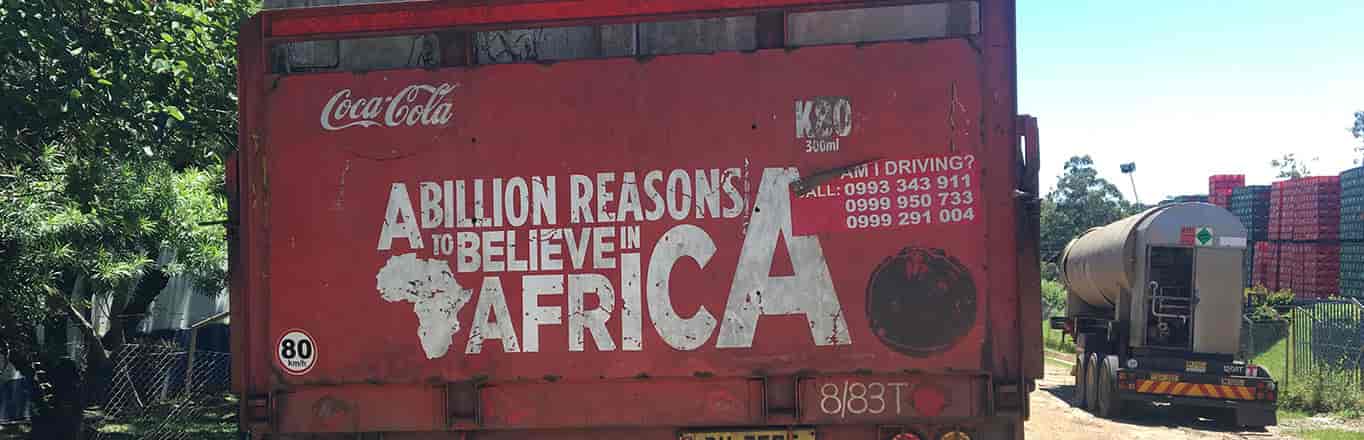 Coca-Cola
K80
300ml
A BILLION REASONS
TO BELIEVE IN
AFRICA
AM I DRIVING?
CALL: 0993 343 911
0999 950 733
0999 291 004
80
km/h
8/83T